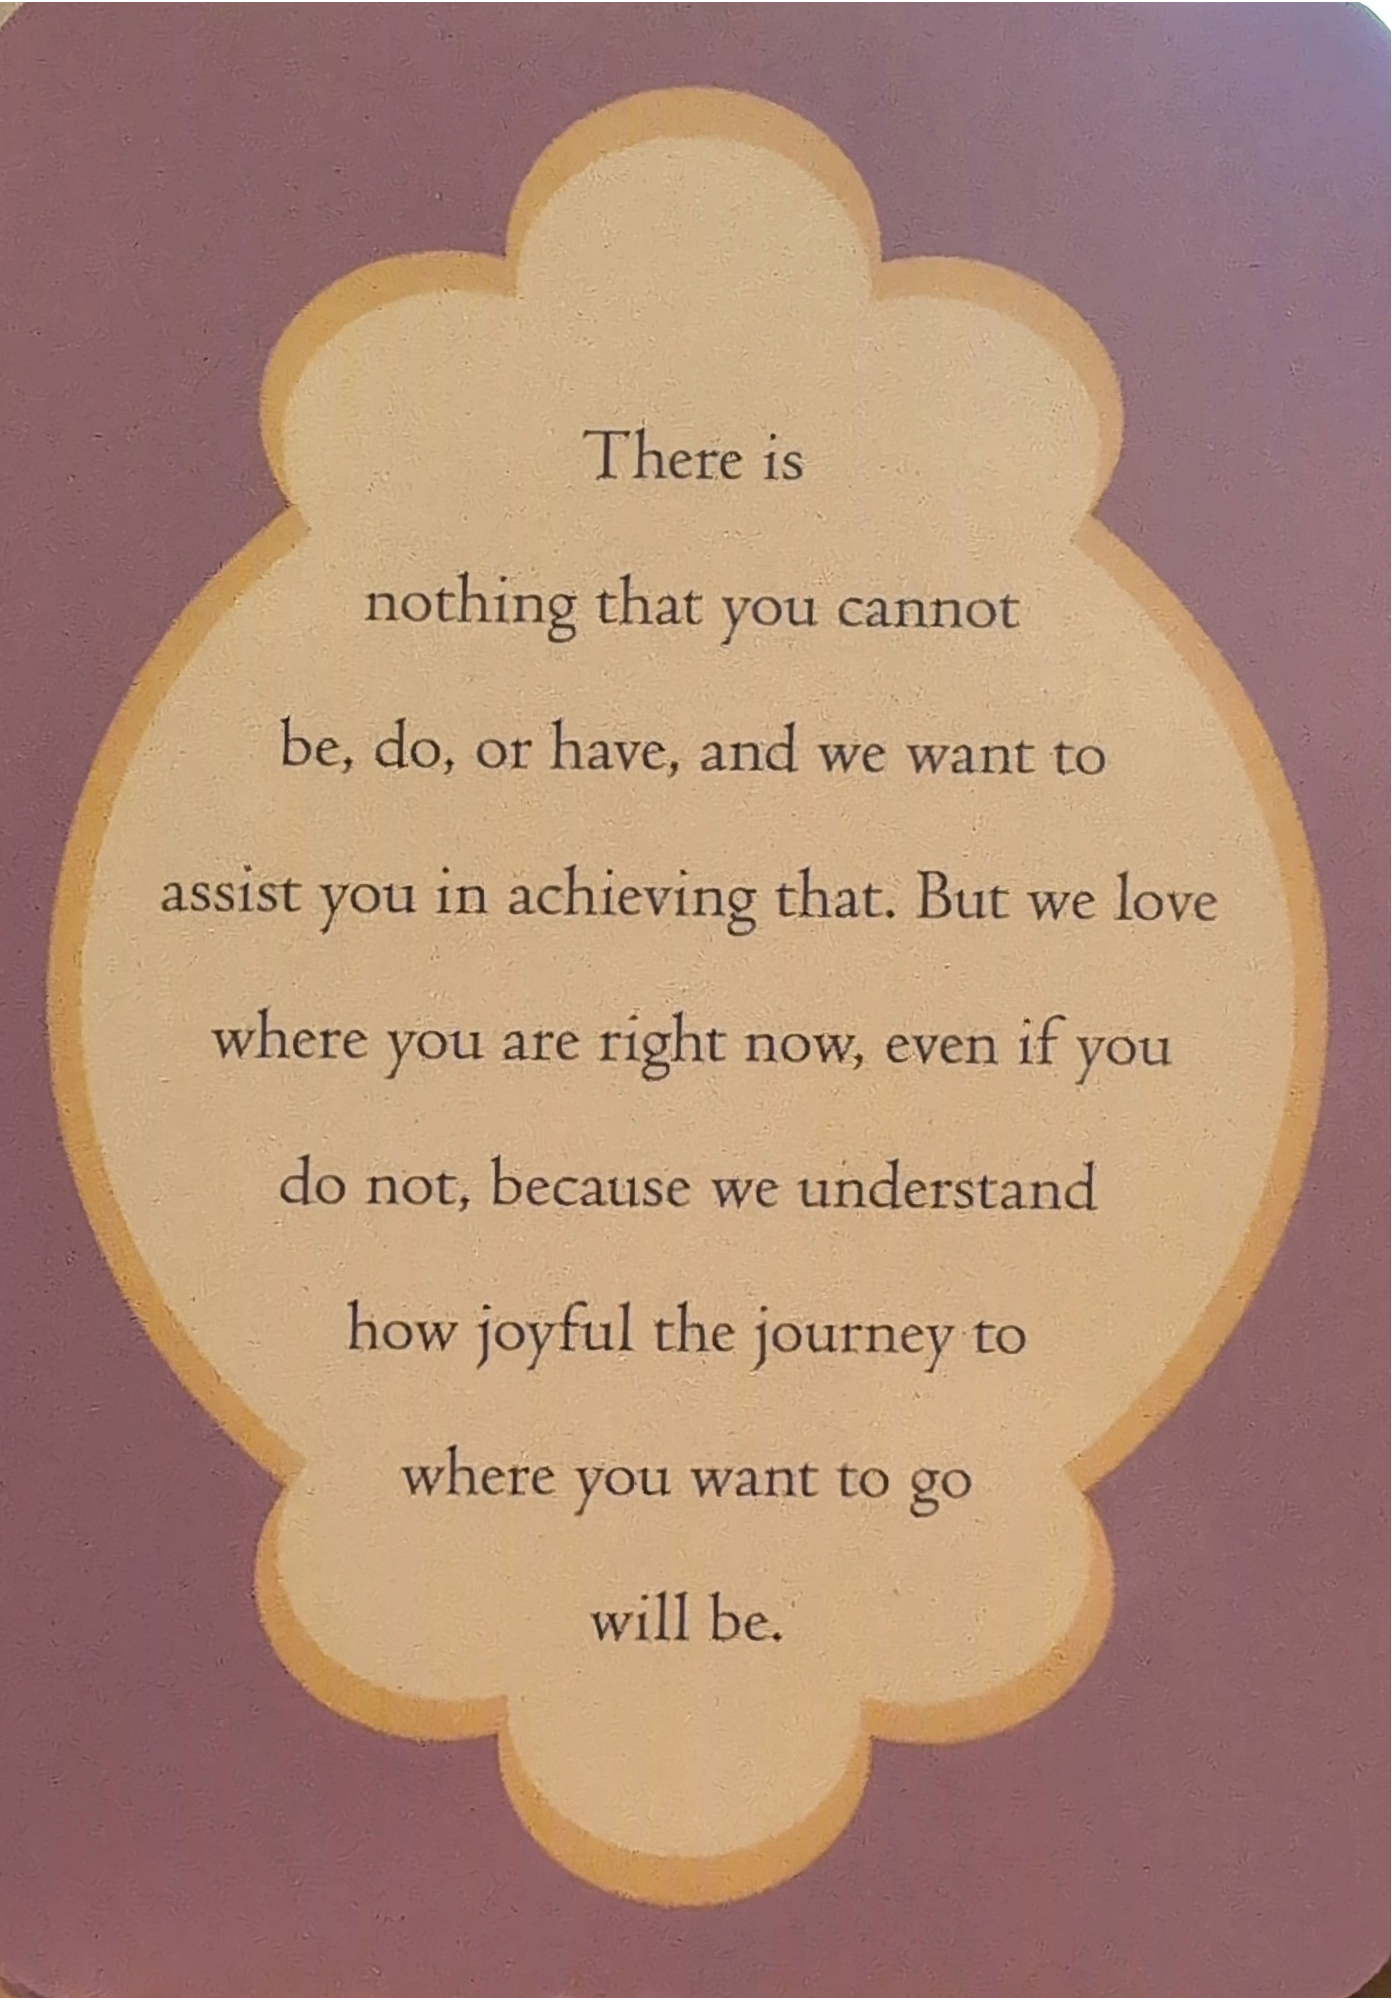 There is
nothing that you cannot
be, do, or have, and we want to
assist you in achieving that. But we love
where you are right now, even if you
do not, because we understand
how joyful the journey to
where you want to go
will be.